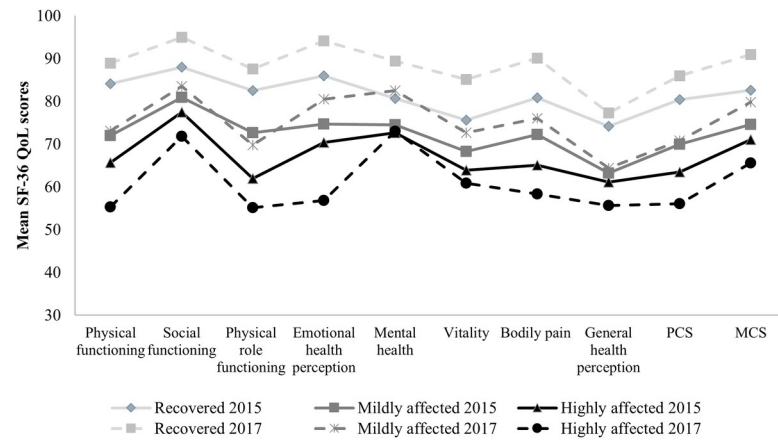 Mean SF-36 QoL scores
100
90
80
70
60
50
40
30
Physical functioning
Social functioning
Physical role functioning
Emotional health perception
Mental health
Vitality
Bodily pain
General health perception
PCS
MCS
Recovered 2015
Mildly affected 2015
Highly affected 2015
Recovered 2017
Mildly affected 2017
Highly affected 2017